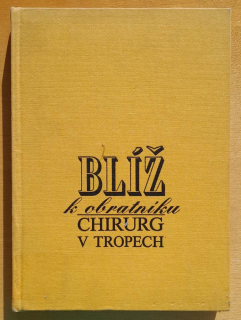 BLÍŽ
k obratníku
CHIRURG
V TROPECH